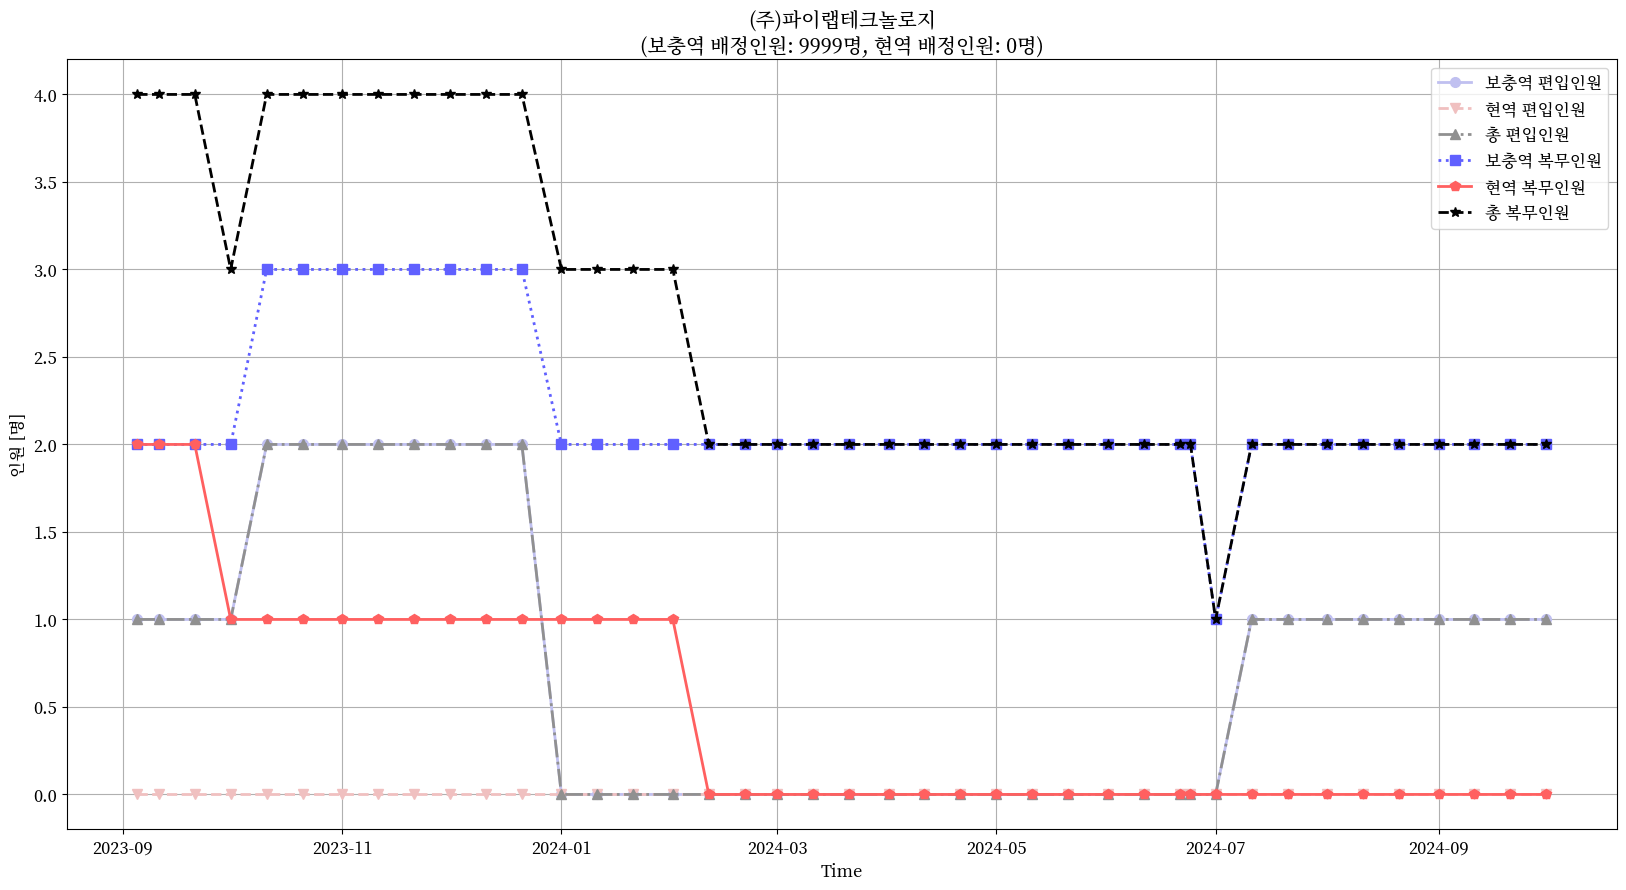 (주)파이랩테크놀로지
(보충역 배정인원: 9999명, 현역 배정인원: 0명)
보충역 편입인원
현역 편입인원
총 편입인원
보충역 복무인원
현역 복무인원
총 복무인원
인원 [명]
4.0
3.5
3.0
2.5
2.0
1.5
1.0
0.5
0.0
2023-09
2023-11
2024-01
2024-03
2024-05
2024-07
2024-09
Time